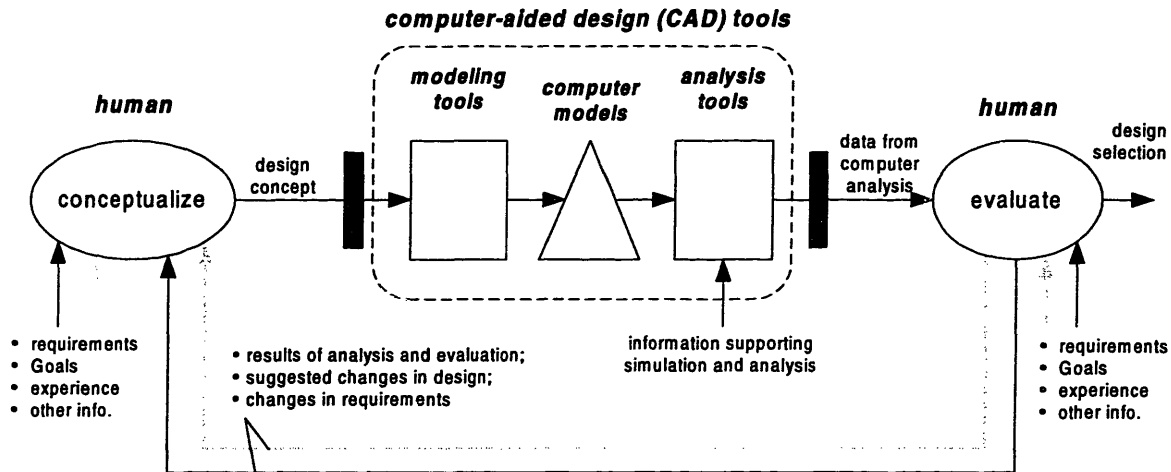 computer-aided design (CAD) tools
modeling
tools
computer
models
analysis
tools
human
human
conceptualize
design
concept
data from
computer
analysis
evaluate
design
selection
• requirements
• Goals
• experience
• other info.
• results of analysis and evaluation;
• suggested changes in design;
• changes in requirements
information supporting
simulation and analysis
• requirements
• Goals
• experience
• other info.